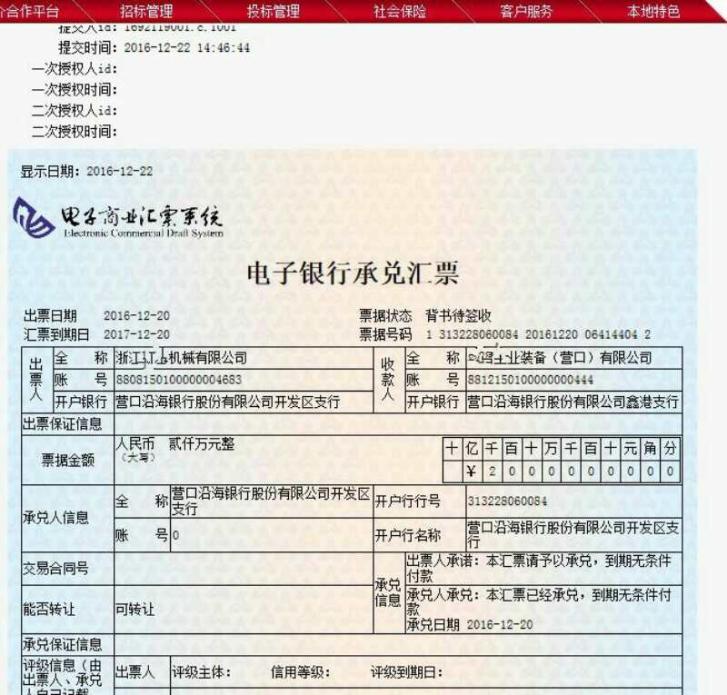 合作平台 招标管理 投标管理 社会保险 客户服务 本地特色
提交人id: 1692119001.c.1001
提交时间: 2016-12-22 14:46:44
一次授权人id:
一次授权时间:
二次授权人id:
二次授权时间:
显示日期: 2016-12-22
电子商业汇票系统
Electronic Commercial Draft System
电子银行承兑汇票
出票日期 2016-12-20 票据状态 背书待签收
汇票到期日 2017-12-20 票据号码 1 313228060084 20161220 06414404 2
出票人 全 称 浙江 机械有限公司 收款人 全 称 业装备（营口）有限公司
账 号 8808150100000004683 账 号 8812150100000000444
开户银行 营口沿海银行股份有限公司开发区支行 开户银行 营口沿海银行股份有限公司鑫港支行
出票保证信息
票据金额 人民币 贰仟万元整 十 亿 千 百 十 万 千 百 十 元 角 分
（大写） ￥ 2 0 0 0 0 0 0 0 0 0
承兑人信息 全 称 营口沿海银行股份有限公司开发区支行 开户行行号 313228060084
账 号 0 开户行名称 营口沿海银行股份有限公司开发区支行
交易合同号 承兑信息 出票人承诺: 本汇票请予以承兑，到期无条件付款
能否转让 可转让 承兑人承兑: 本汇票已经承兑，到期无条件付款
承兑日期 2016-12-20
承兑保证信息
评级信息（由出票人、承兑人自己记载 出票人 评级主体: 信用等级: 评级到期日: